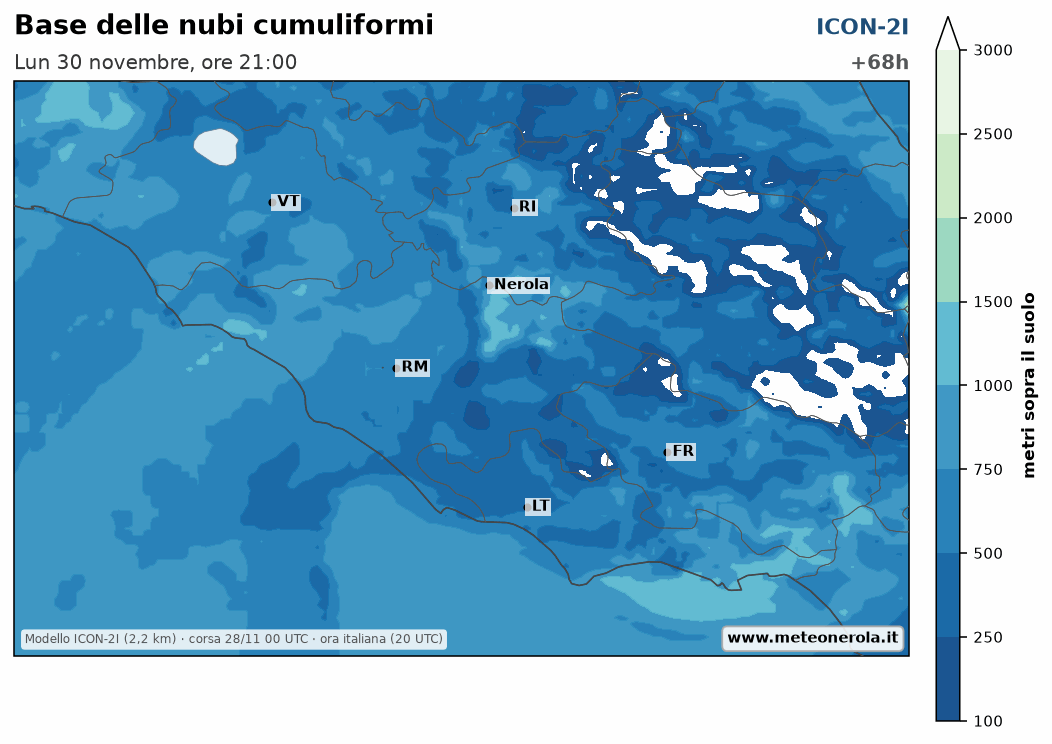 Base delle nubi cumuliformi
ICON-2I
Lun 30 novembre, ore 21:00
+68h
3000
2500
2000
1500
1000
750
500
250
100
metri sopra il suolo
VT
RI
Nerola
RM
FR
LT
Modello ICON-2I (2,2 km) · corsa 28/11 00 UTC · ora italiana (20 UTC)
www.meteonerola.it